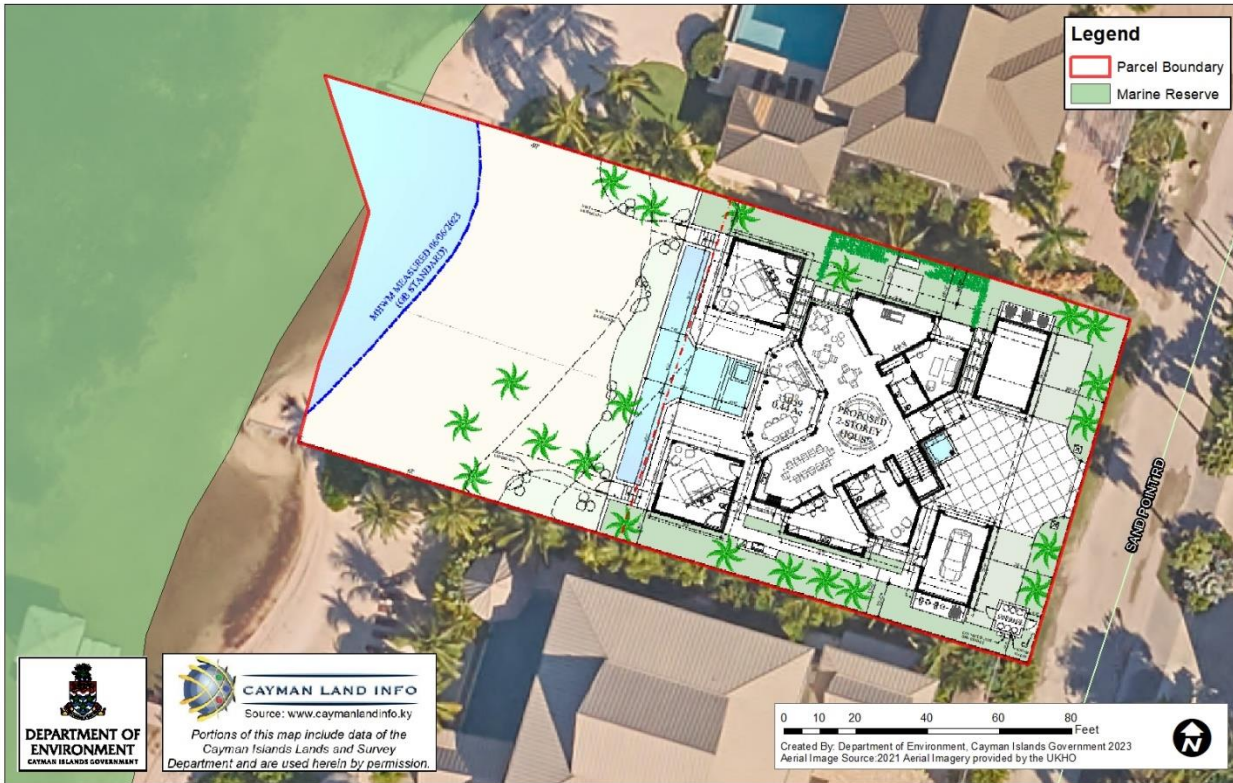 Legend
Parcel Boundary
Marine Reserve
MHWM MEASURED 06/06/2023
(GE STANDARD)
PROPOSED
2-STOREY
HOUSE
SAND POINT RD
DEPARTMENT OF
ENVIRONMENT
CAYMAN ISLANDS GOVERNMENT
CAYMAN LAND INFO
Source: www.caymanlandinfo.ky
Portions of this map include data of the
Cayman Islands Lands and Survey
Department and are used herein by permission.
0 10 20 40 60 80
Feet
Created By: Department of Environment, Cayman Islands Government 2023
Aerial Image Source:2021 Aerial Imagery provided by the UKHO
N